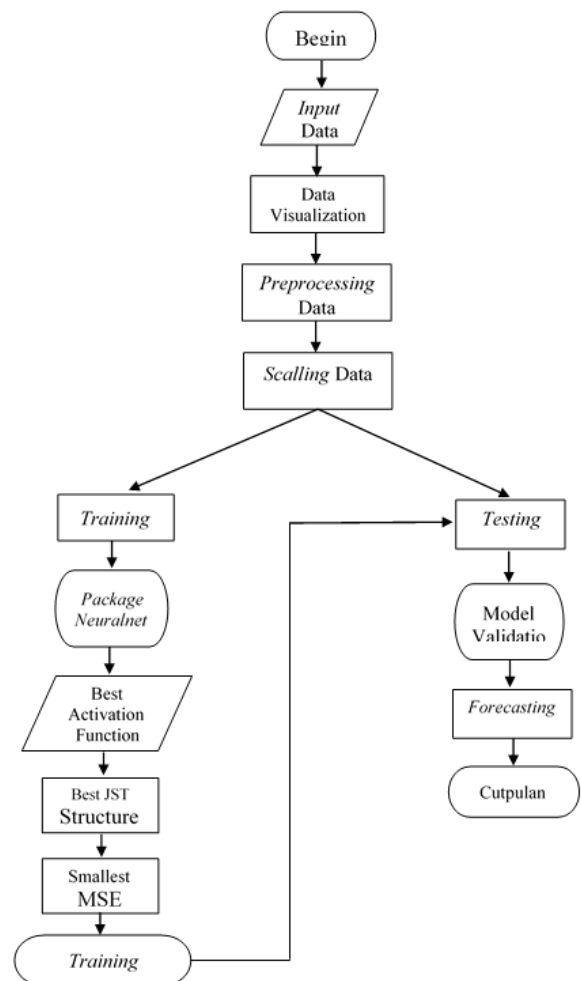 Begin
Input
Data
Data
Visualization
Preprocessing
Data
Scalling Data
Training
Package
Neuralnet
Best
Activation
Function
Best JST
Structure
Smallest
MSE
Training
Testing
Model
Validatio
Forecasting
Cutpulan